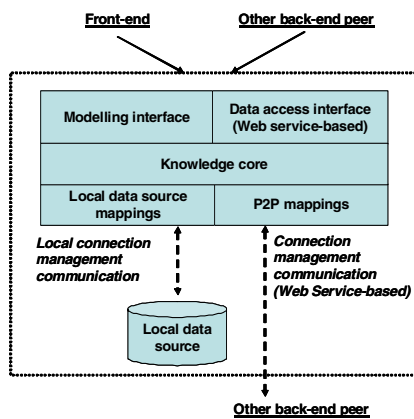 Front-end
Other back-end peer
Modelling interface
Data access interface
(Web service-based)
Knowledge core
Local data source
mappings
P2P mappings
Local connection
management
communication
Connection
management
communication
(Web Service-based)
Local data
source
Other back-end peer